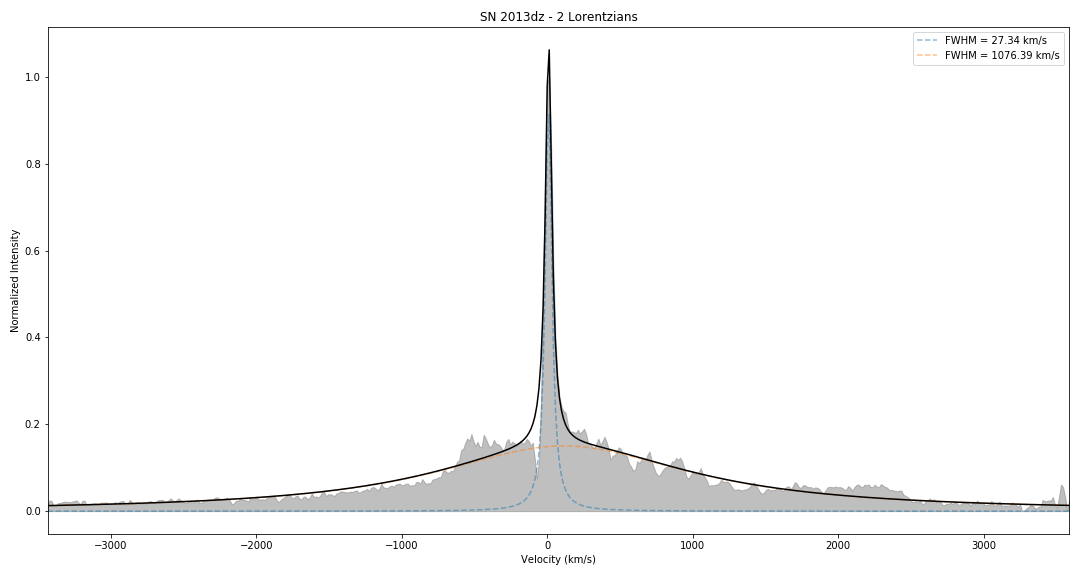 SN 2013dz - 2 Lorentzians
FWHM = 27.34 km/s
FWHM = 1076.39 km/s
1.0
0.8
0.6
0.4
0.2
0.0
Normalized Intensity
−3000 −2000 −1000 0 1000 2000 3000
Velocity (km/s)